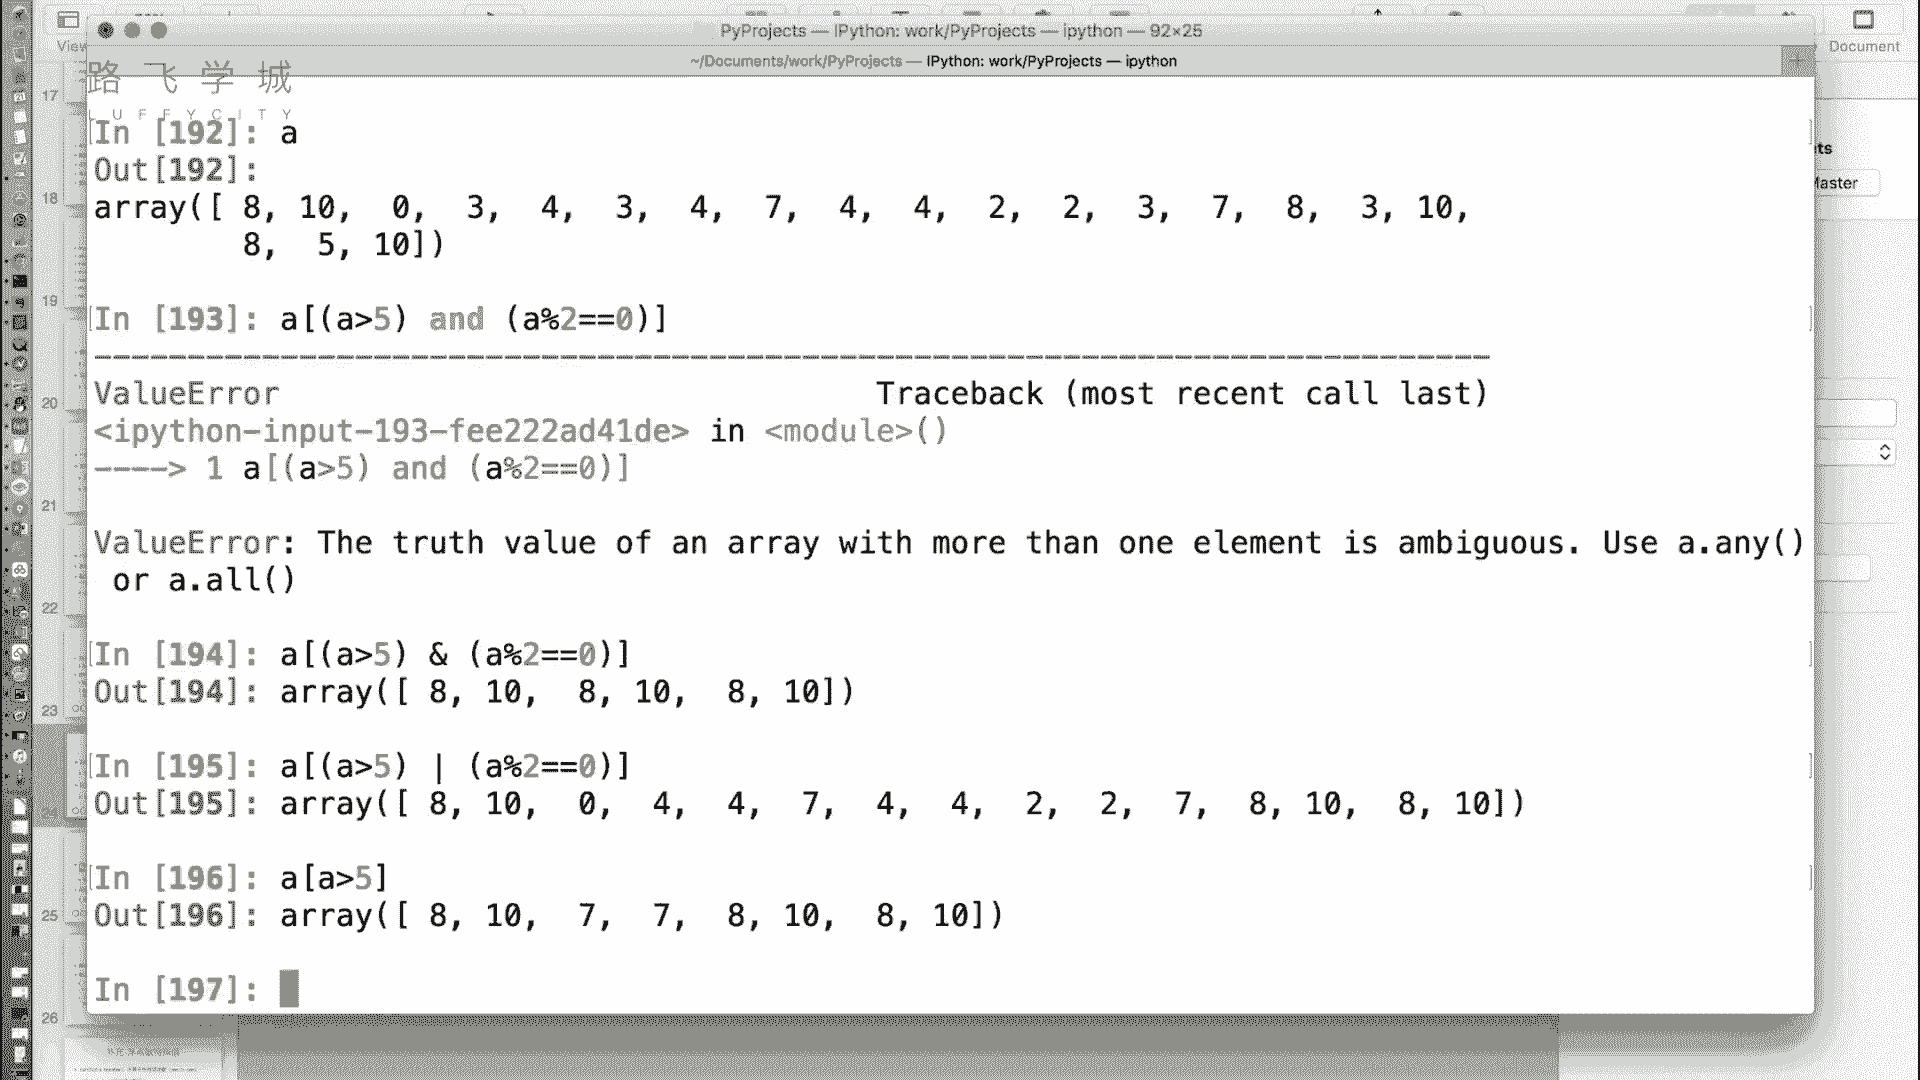 PyProjects — IPython: work/PyProjects — ipython — 92×25
View
Document
~/Documents/work/PyProjects — IPython: work/PyProjects — ipython
路飞学城
LUFFYCITY
In [192]: a
Out[192]:
array([ 8, 10,  0,  3,  4,  3,  4,  7,  4,  4,  2,  2,  3,  7,  8,  3, 10,
        8,  5, 10])
In [193]: a[(a>5) and (a%2==0)]
---------------------------------------------------------------------------
ValueError                                Traceback (most recent call last)
<ipython-input-193-fee222ad41de> in <module>()
----> 1 a[(a>5) and (a%2==0)]
ValueError: The truth value of an array with more than one element is ambiguous. Use a.any()
 or a.all()
In [194]: a[(a>5) & (a%2==0)]
Out[194]: array([ 8, 10,  8, 10,  8, 10])
In [195]: a[(a>5) | (a%2==0)]
Out[195]: array([ 8, 10,  0,  4,  4,  7,  4,  4,  2,  2,  7,  8, 10,  8, 10])
In [196]: a[a>5]
Out[196]: array([ 8, 10,  7,  7,  8, 10,  8, 10])
In [197]:
17
18
19
20
21
22
23
24
25
26